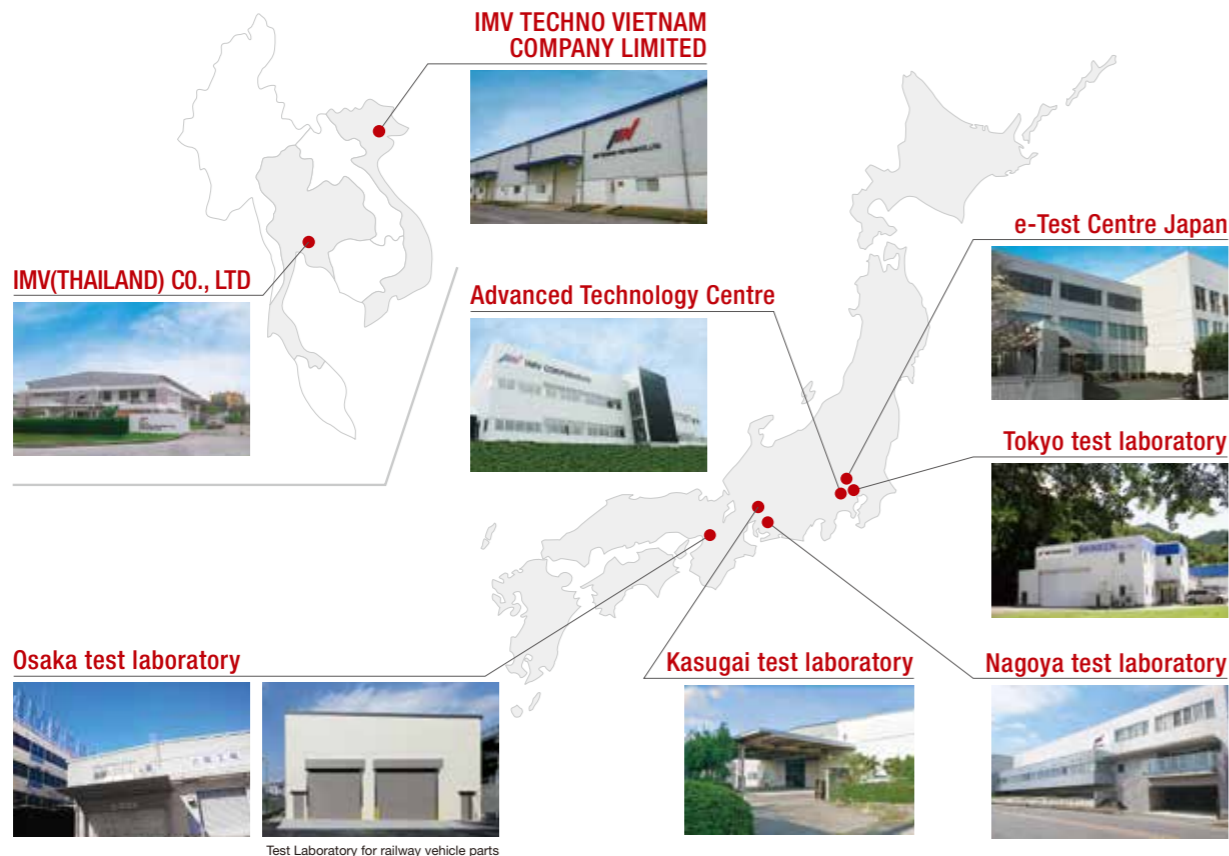 IMV TECHNO VIETNAM
COMPANY LIMITED
IMV(THAILAND) CO., LTD
Advanced Technology Centre
IMV CORPORATION
e-Test Centre Japan
Tokyo test laboratory
SHINKEN
Osaka test laboratory
Kasugai test laboratory
Nagoya test laboratory
Test Laboratory for railway vehicle parts